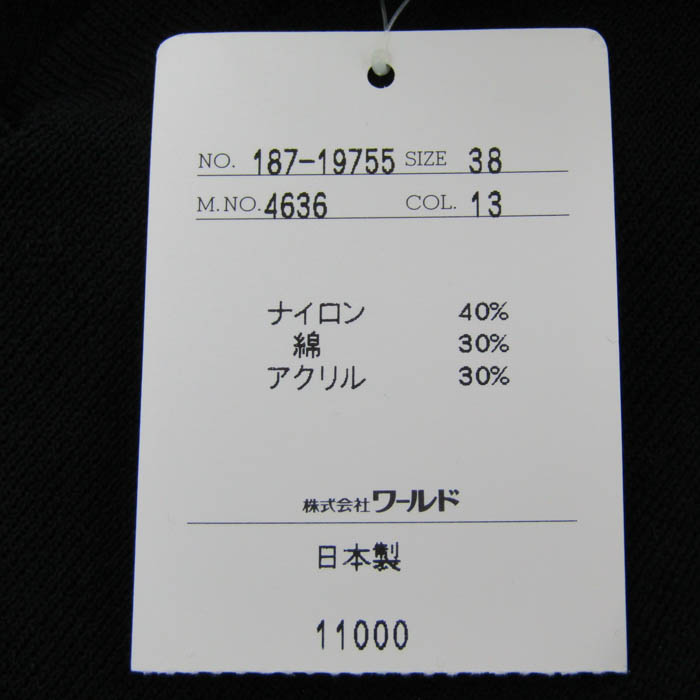 NO. 187-19755 SIZE 38
M.NO. 4636 COL. 13
ナイロン 40%
綿 30%
アクリル 30%
株式会社ワールド
日本製
11000